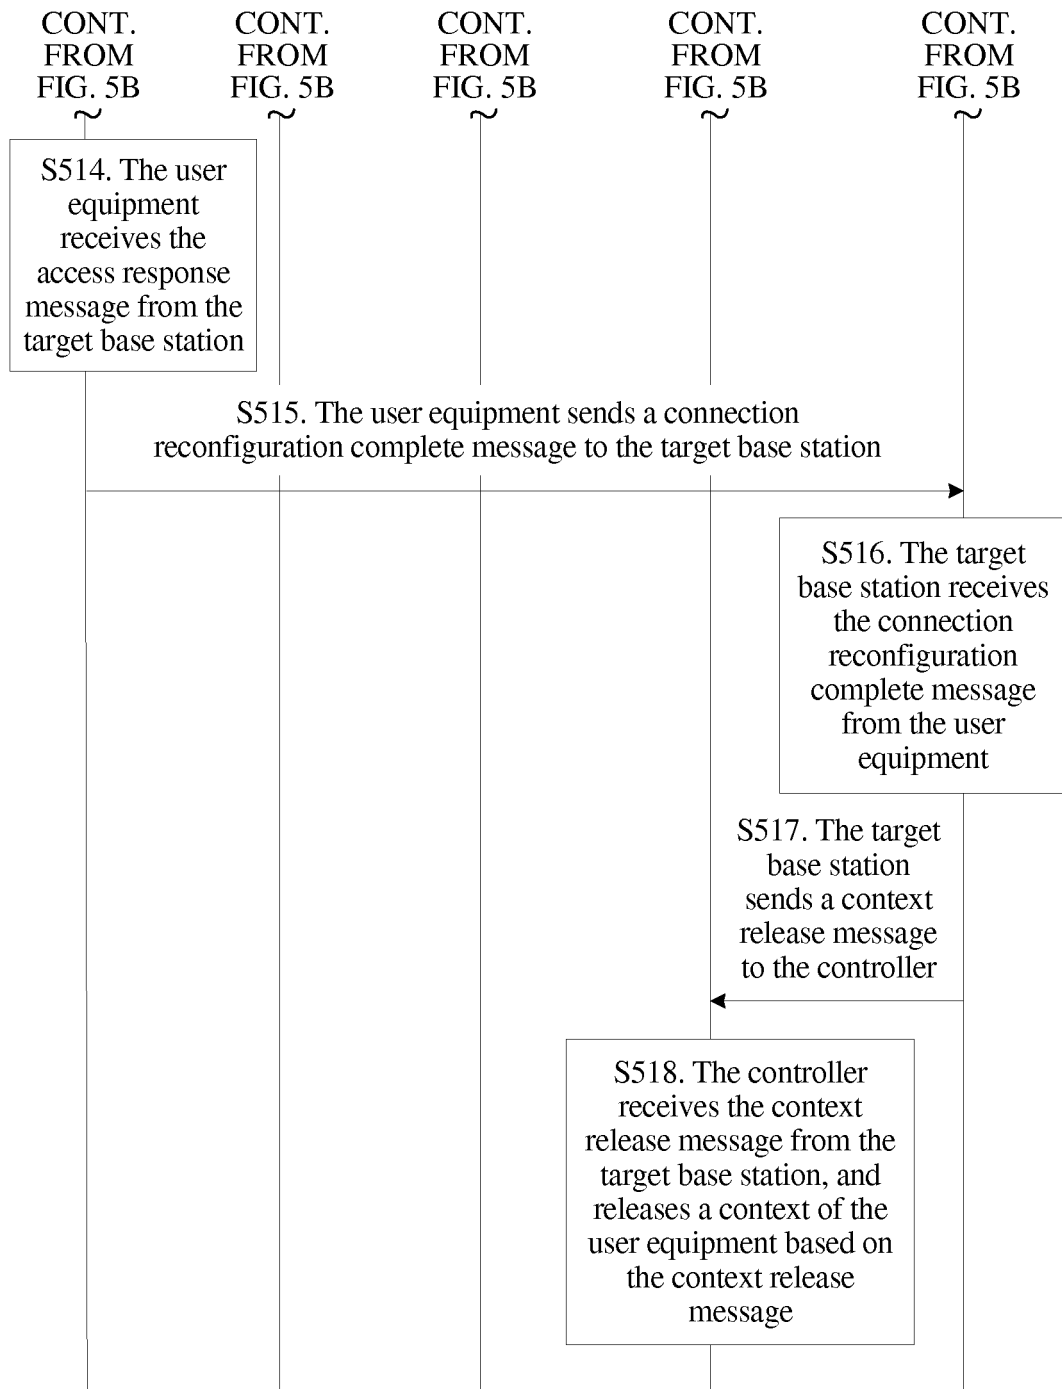 CONT.
FROM
FIG. 5B
CONT.
FROM
FIG. 5B
CONT.
FROM
FIG. 5B
CONT.
FROM
FIG. 5B
CONT.
FROM
FIG. 5B
S514. The user
equipment
receives the
access response
message from the
target base station
S515. The user equipment sends a connection
reconfiguration complete message to the target base station
S516. The target
base station receives
the connection
reconfiguration
complete message
from the user
equipment
S517. The target
base station
sends a context
release message
to the controller
S518. The controller
receives the context
release message from the
target base station, and
releases a context of the
user equipment based on
the context release
message